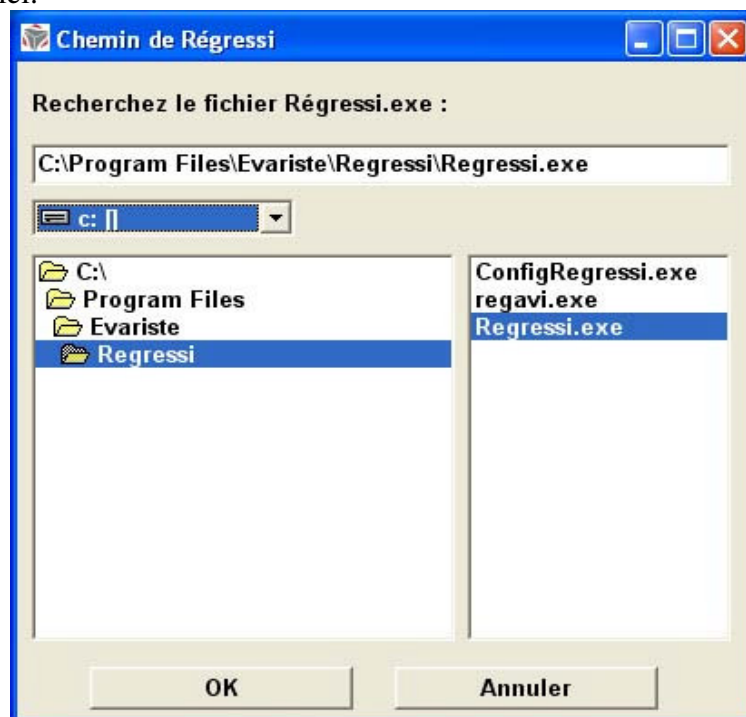 Chemin de Régressi
Recherchez le fichier Régressi.exe :
C:\Program Files\Evariste\Regressi\Regressi.exe
c: []
C:\
Program Files
Evariste
Regressi
ConfigRegressi.exe
regavi.exe
Regressi.exe
OK
Annuler